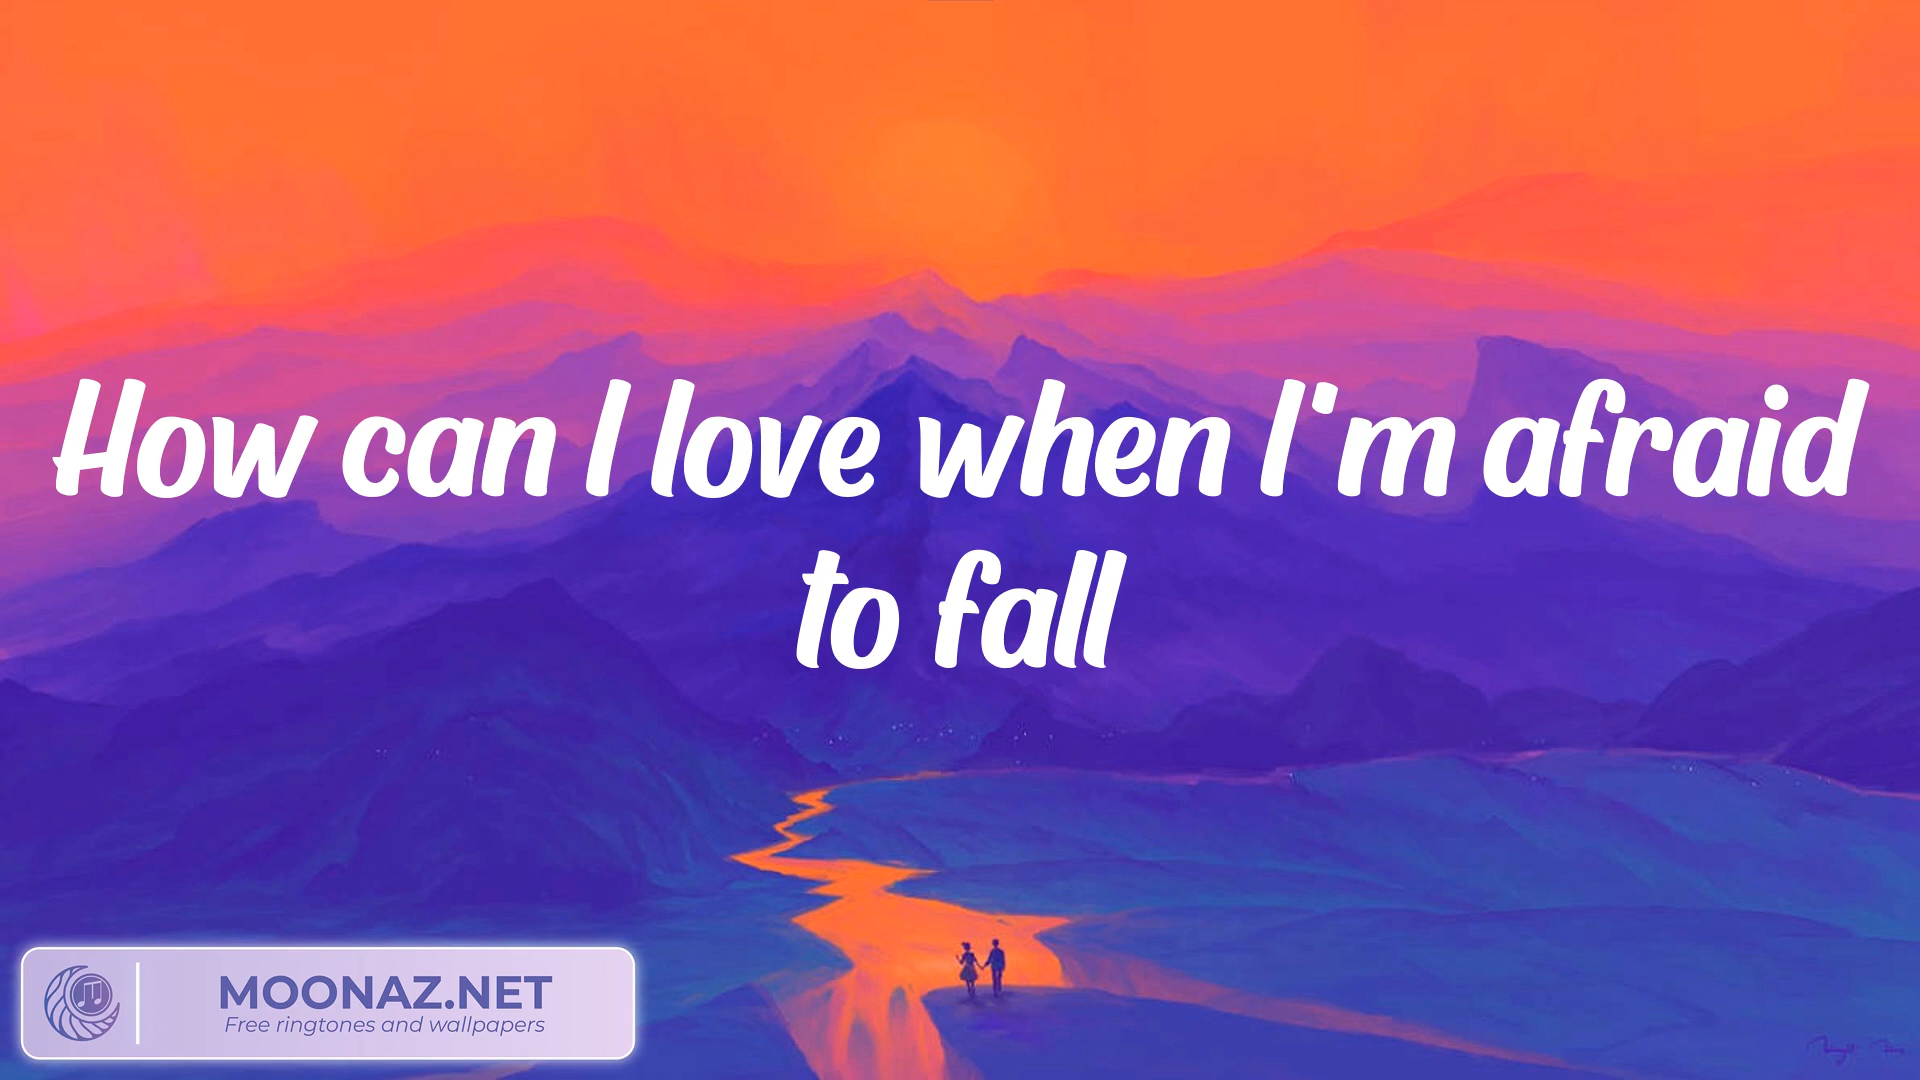 How can I love when I'm afraid
to fall
MOONAZ.NET
Free ringtones and wallpapers